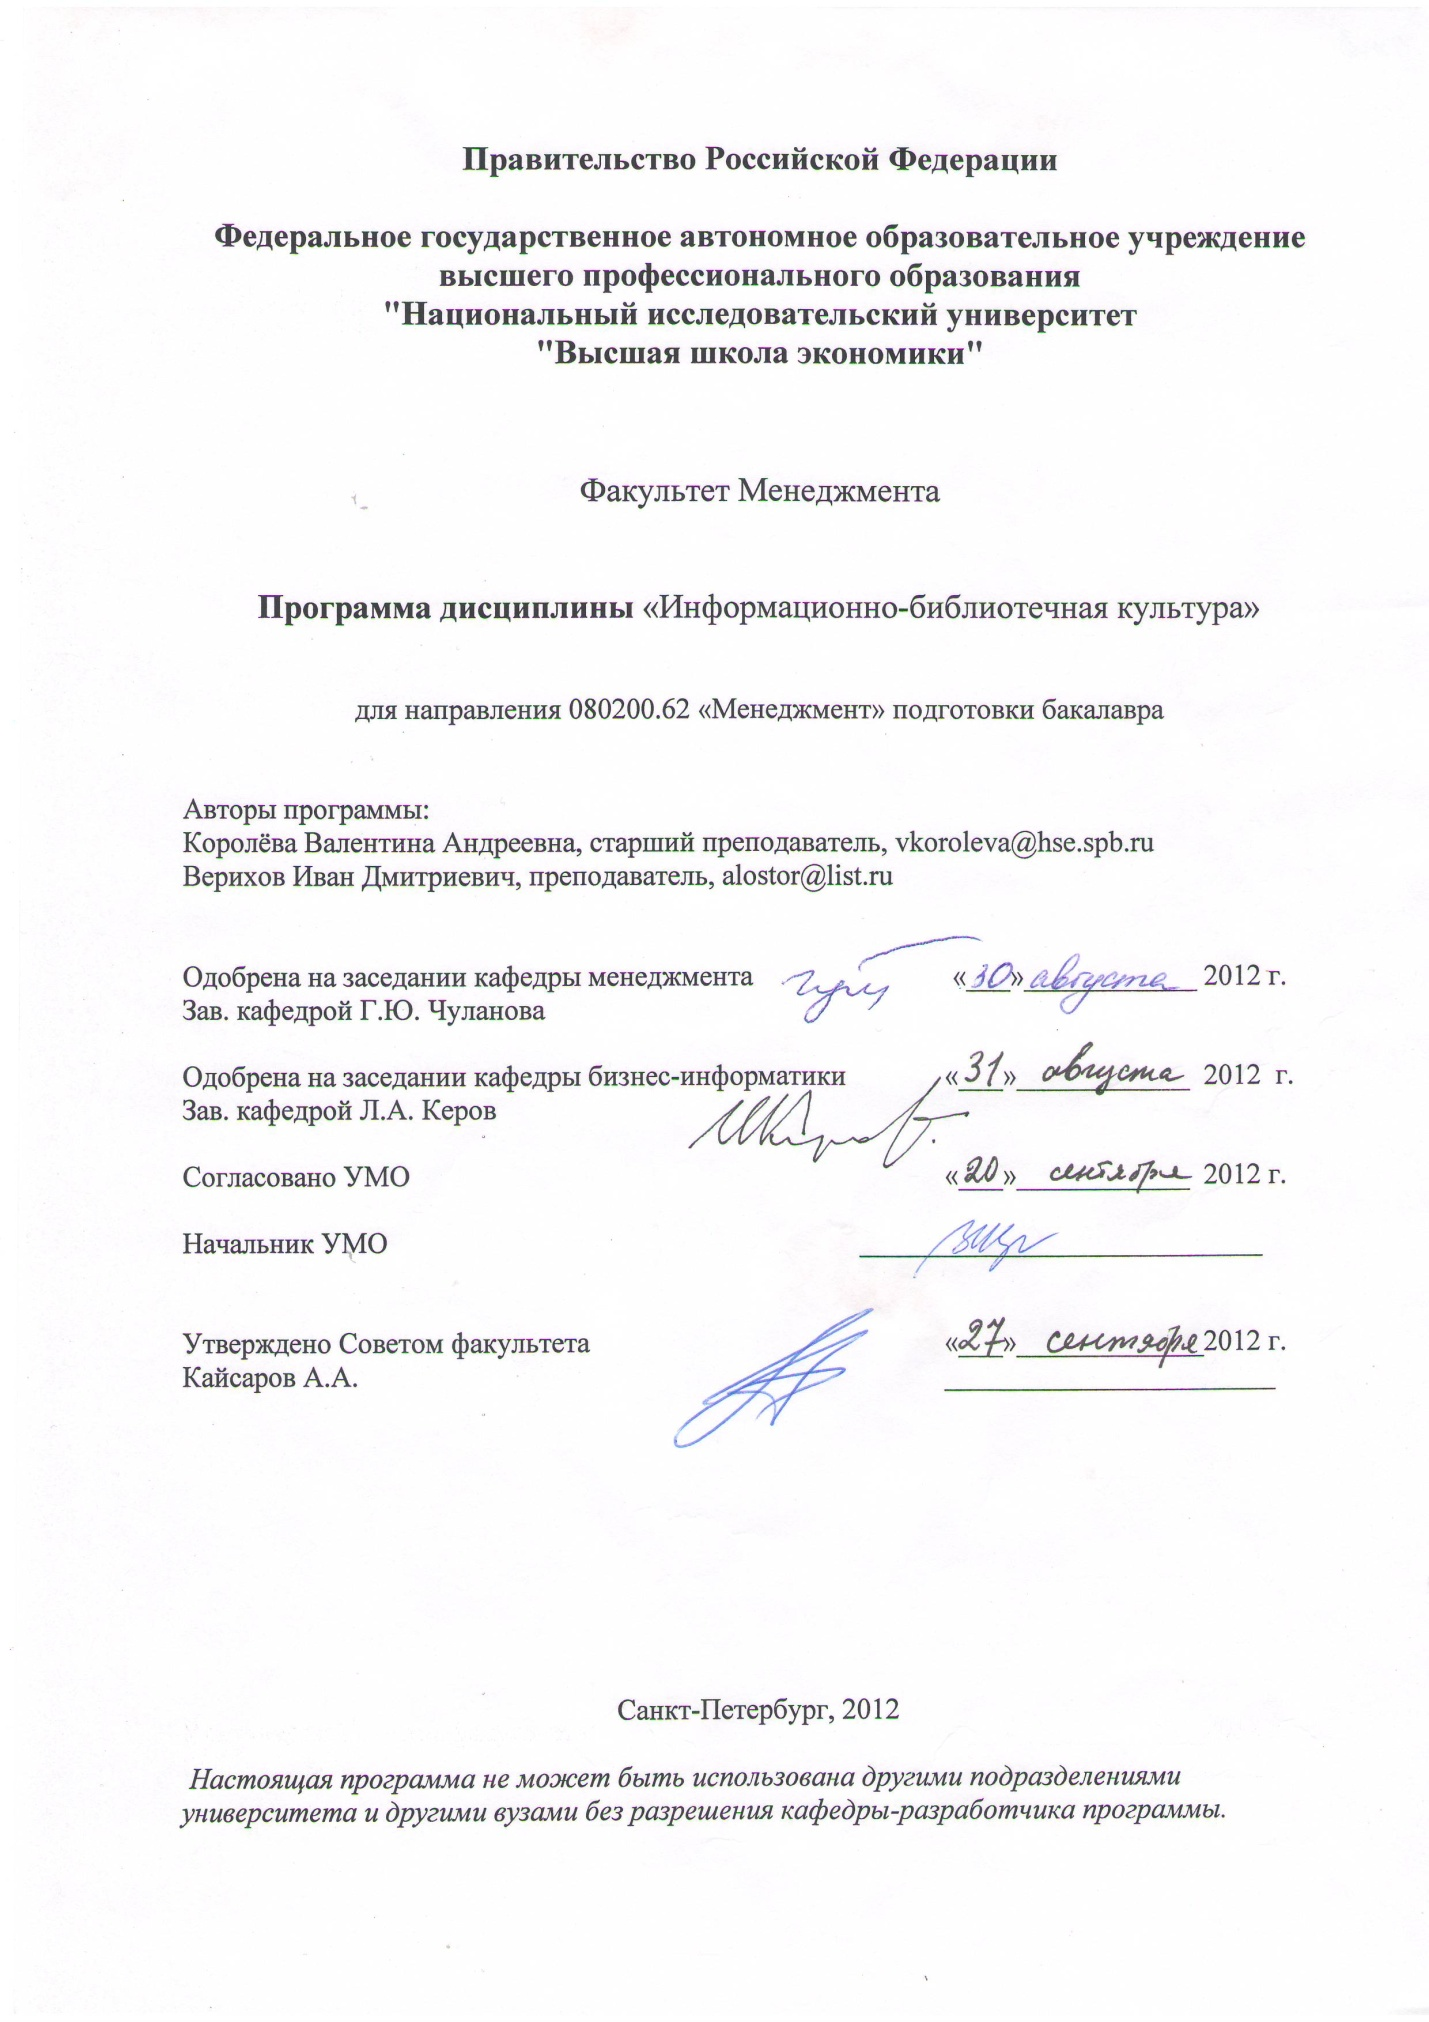 Правительство Российской Федерации
Федеральное государственное автономное образовательное учреждение
высшего профессионального образования
"Национальный исследовательский университет
"Высшая школа экономики"
Факультет Менеджмента
Программа дисциплины «Информационно-библиотечная культура»
для направления 080200.62 «Менеджмент» подготовки бакалавра
Авторы программы:
Королёва Валентина Андреевна, старший преподаватель, vkoroleva@hse.spb.ru
Верихов Иван Дмитриевич, преподаватель, alostor@list.ru
Одобрена на заседании кафедры менеджмента «30» августа 2012 г.
Зав. кафедрой Г.Ю. Чуланова
Одобрена на заседании кафедры бизнес-информатики «31» августа 2012 г.
Зав. кафедрой Л.А. Керов
Согласовано УМО «20» сентября 2012 г.
Начальник УМО
Утверждено Советом факультета «27» сентября 2012 г.
Кайсаров А.А.
Санкт-Петербург, 2012
Настоящая программа не может быть использована другими подразделениями
университета и другими вузами без разрешения кафедры-разработчика программы.